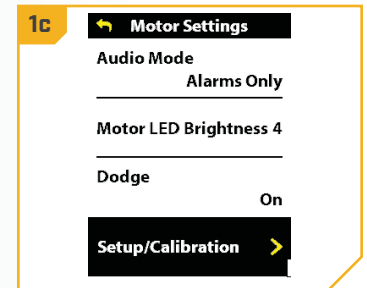 1c
Motor Settings
Audio Mode
Alarms Only
Motor LED Brightness 4
Dodge
On
Setup/Calibration